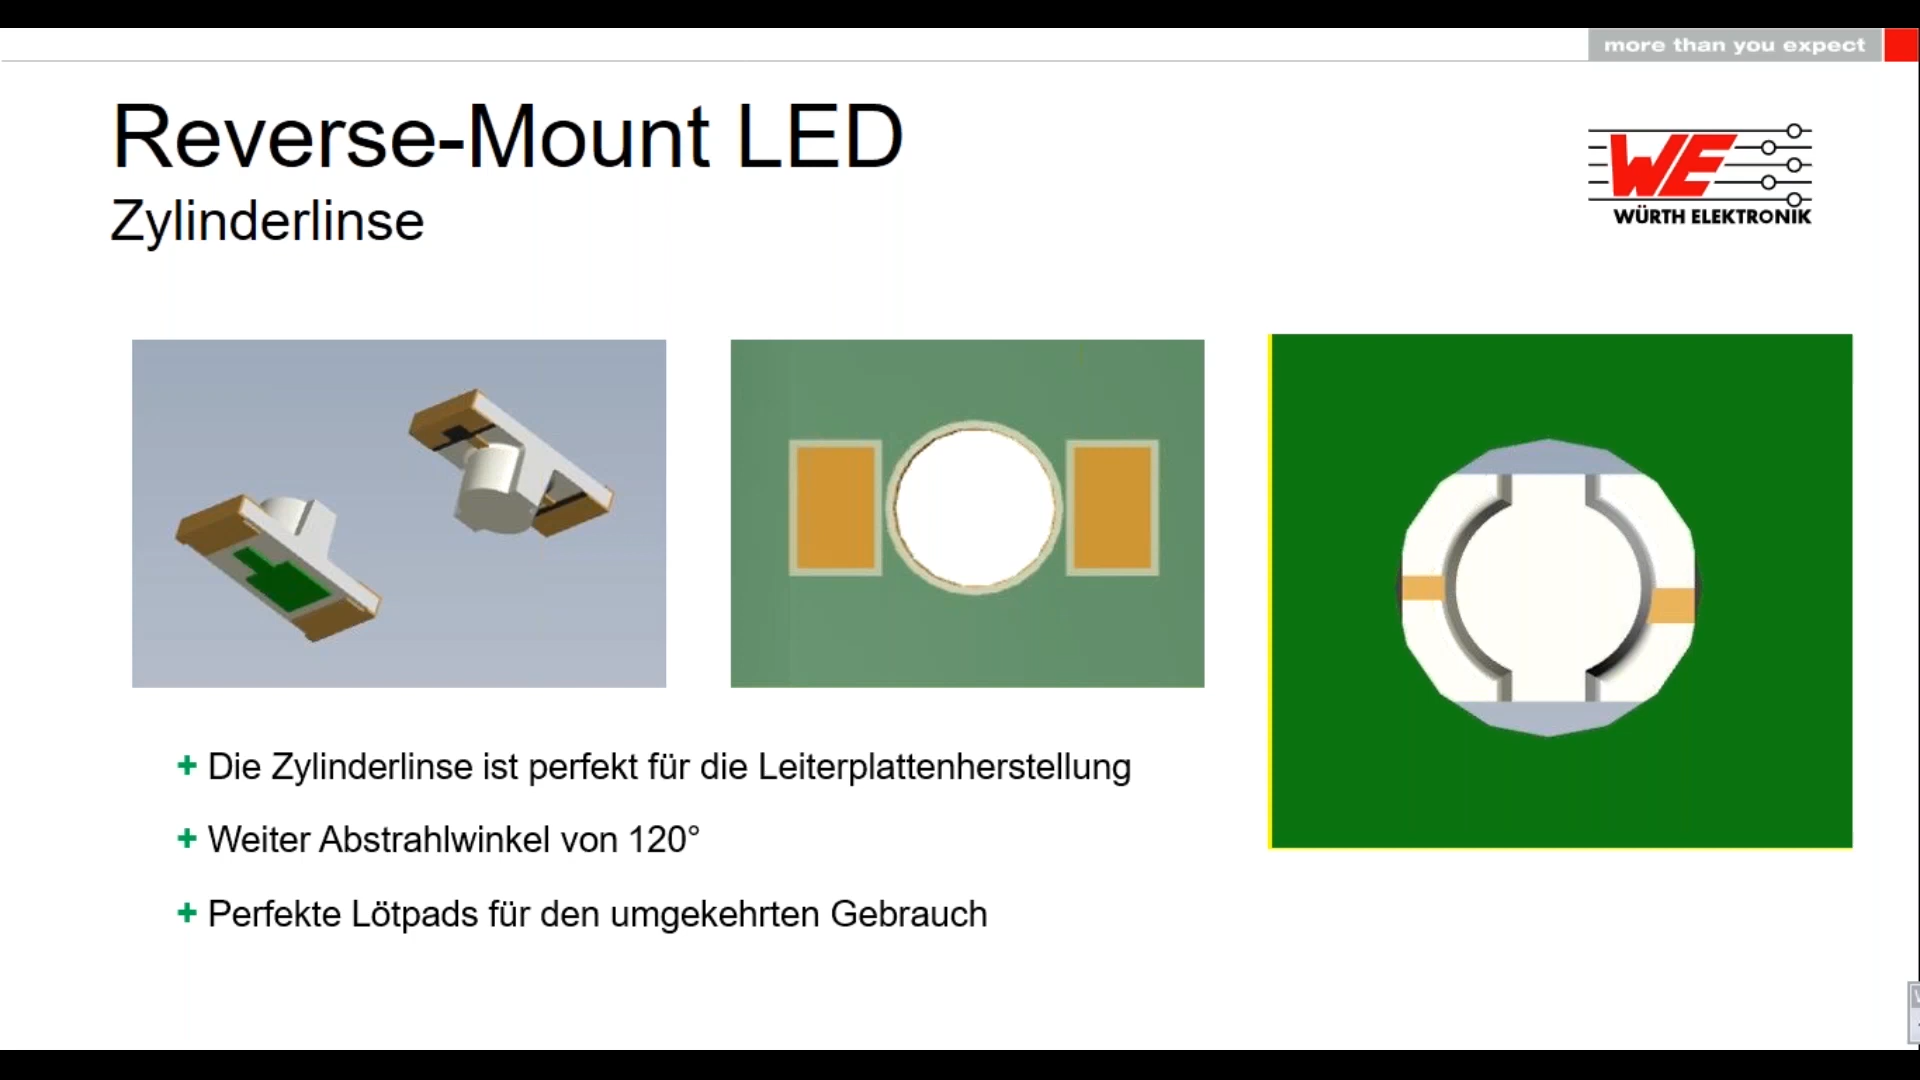 more than you expect
Reverse-Mount LED
Zylinderlinse
WE
WÜRTH ELEKTRONIK
+ Die Zylinderlinse ist perfekt für die Leiterplattenherstellung
+ Weiter Abstrahlwinkel von 120°
+ Perfekte Lötpads für den umgekehrten Gebrauch